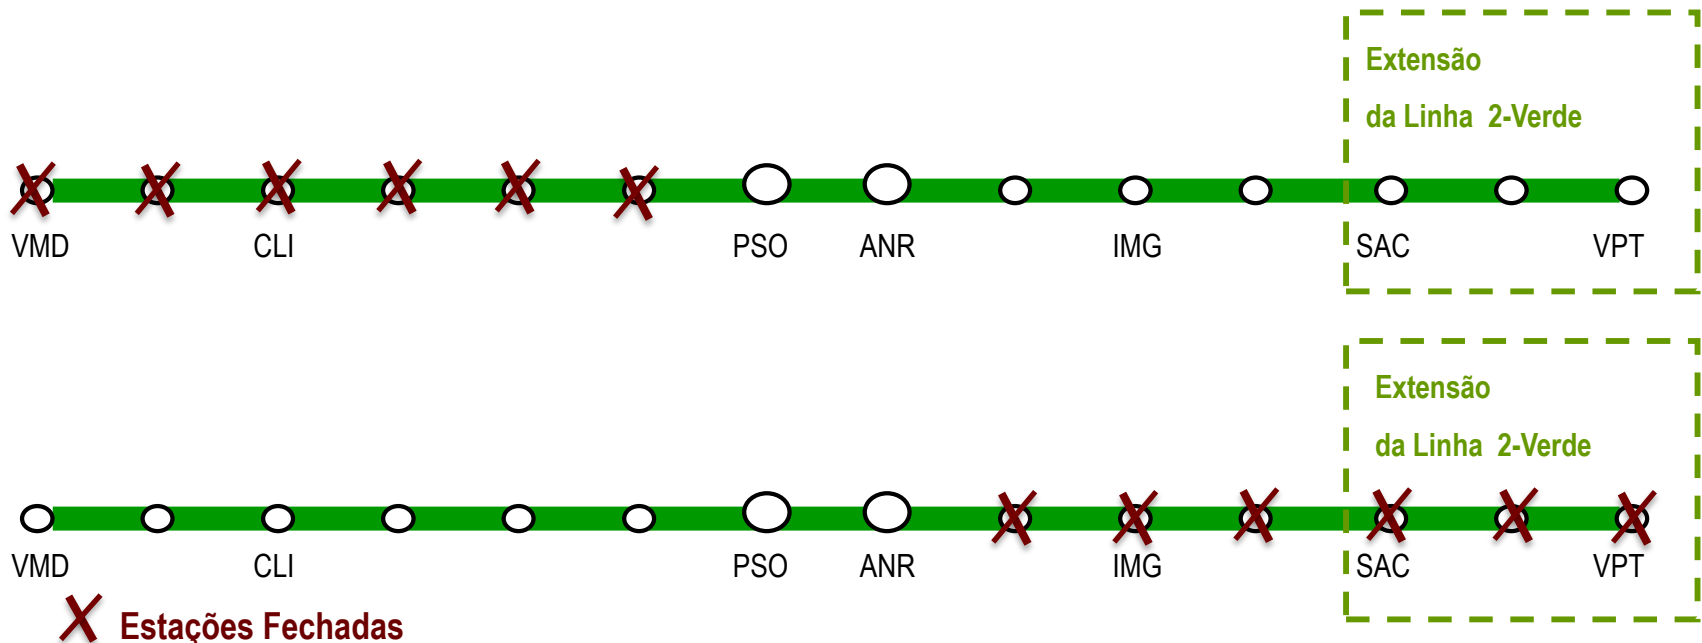 Extensão
da Linha 2-Verde
VMD CLI PSO ANR IMG SAC VPT
Extensão
da Linha 2-Verde
VMD CLI PSO ANR IMG SAC VPT
Estações Fechadas